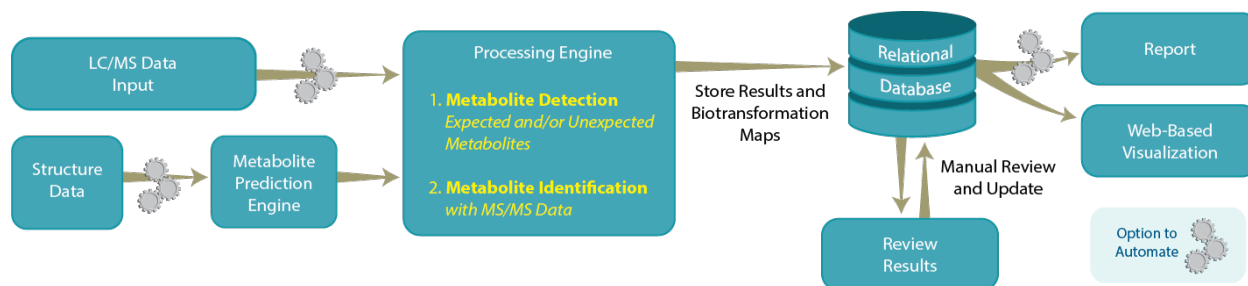 LC/MS Data
Input
Structure
Data
Metabolite
Prediction
Engine
Processing Engine
1. Metabolite Detection
Expected and/or Unexpected
Metabolites
2. Metabolite Identification
with MS/MS Data
Store Results and
Biotransformation
Maps
Relational
Database
Manual Review
and Update
Review
Results
Report
Web-Based
Visualization
Option to
Automate